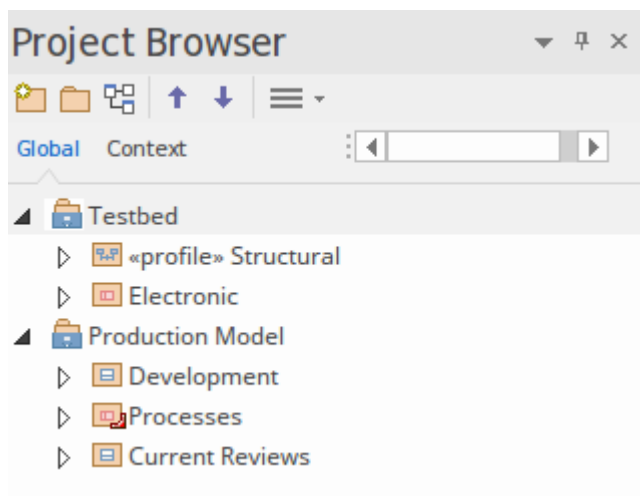 Project Browser
Global Context
Testbed
«profile» Structural
Electronic
Production Model
Development
Processes
Current Reviews